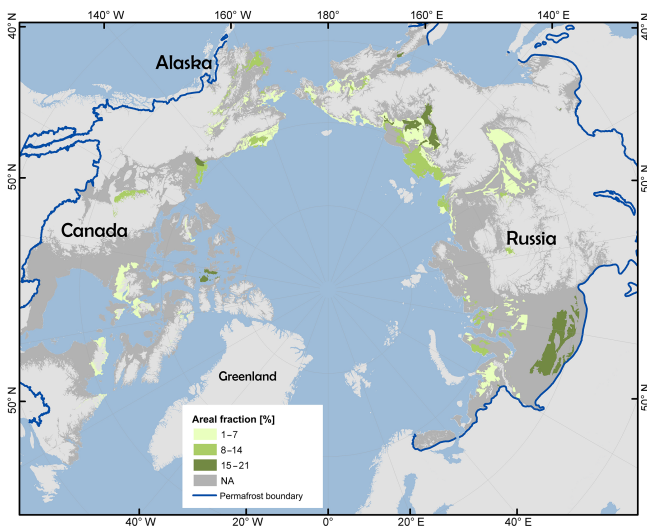 140° W 160° W 180° 160° E 140° E
40° N 40° N
Alaska
50° N 50° N
Canada
Russia
Greenland
50° N 50° N
Areal fraction [%]
1–7
8–14
15–21
NA
Permafrost boundary
40° W 20° W 0° 20° E 40° E